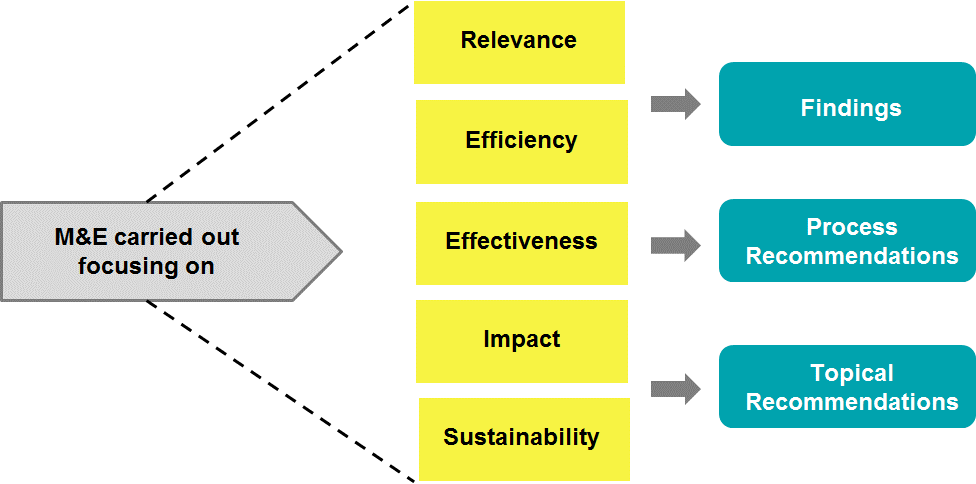 M&E carried out
focusing on
Relevance
Efficiency
Effectiveness
Impact
Sustainability
Findings
Process
Recommendations
Topical
Recommendations